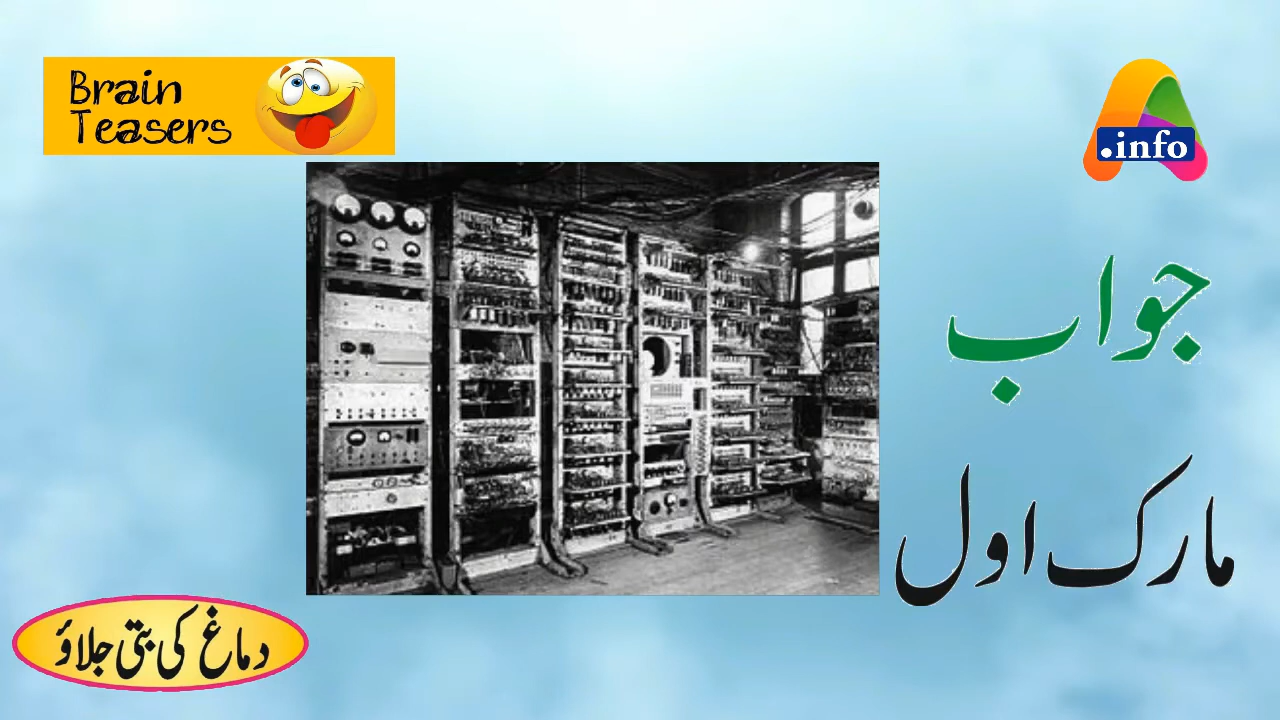 Brain
Teasers
.info
جواب
مارک اول
دماغ کی بتی جلاؤ